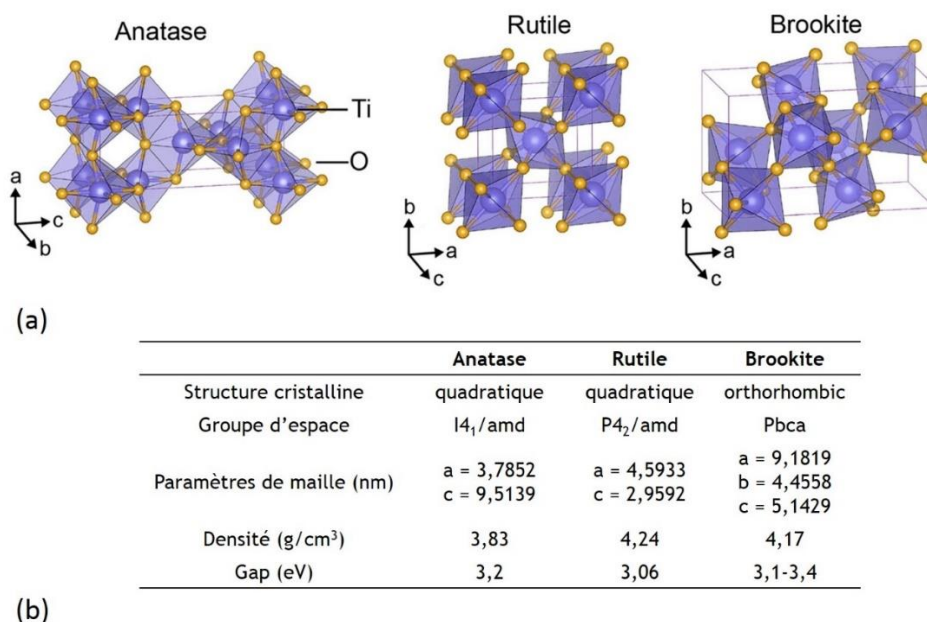 Anatase
Rutile
Brookite
Ti
O
a
c
b
b
a
c
b
a
c
(a)
Anatase Rutile Brookite
Structure cristalline quadratique quadratique orthorhombic
Groupe d’espace I4₁/amd P4₂/amd Pbca
Paramètres de maille (nm) a = 3,7852 a = 4,5933 a = 9,1819
c = 9,5139 c = 2,9592 b = 4,4558
c = 5,1429
Densité (g/cm³) 3,83 4,24 4,17
Gap (eV) 3,2 3,06 3,1-3,4
(b)